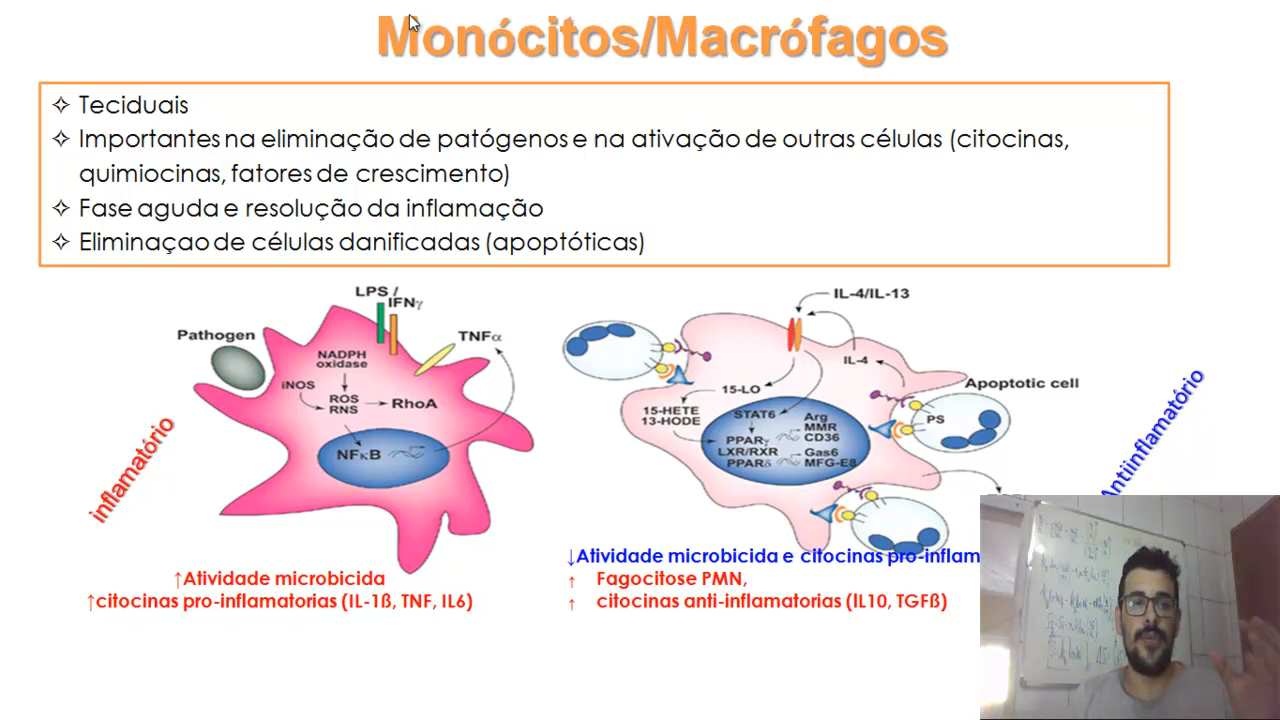 Monócitos/Macrófagos
✧ Teciduais
✧ Importantes na eliminação de patógenos e na ativação de outras células (citocinas,
quimiocinas, fatores de crescimento)
✧ Fase aguda e resolução da inflamação
✧ Eliminaçao de células danificadas (apoptóticas)
LPS /
IFNγ
Pathogen
TNFα
NADPH
oxidase
iNOS
ROS
RNS
RhoA
NFκB
inflamatório
↑Atividade microbicida
↑citocinas pro-inflamatorias (IL-1ß, TNF, IL6)
IL-4/IL-13
IL-4
Apoptotic cell
15-LO
15-HETE
13-HODE
STAT6
PPARγ
LXR/RXR
PPARδ
Arg
MMR
CD36
Gas6
MFG-E8
PS
Antiinflamatório
↓Atividade microbicida e citocinas pro-inflam
↑ Fagocitose PMN,
↑ citocinas anti-inflamatorias (IL10, TGFß)